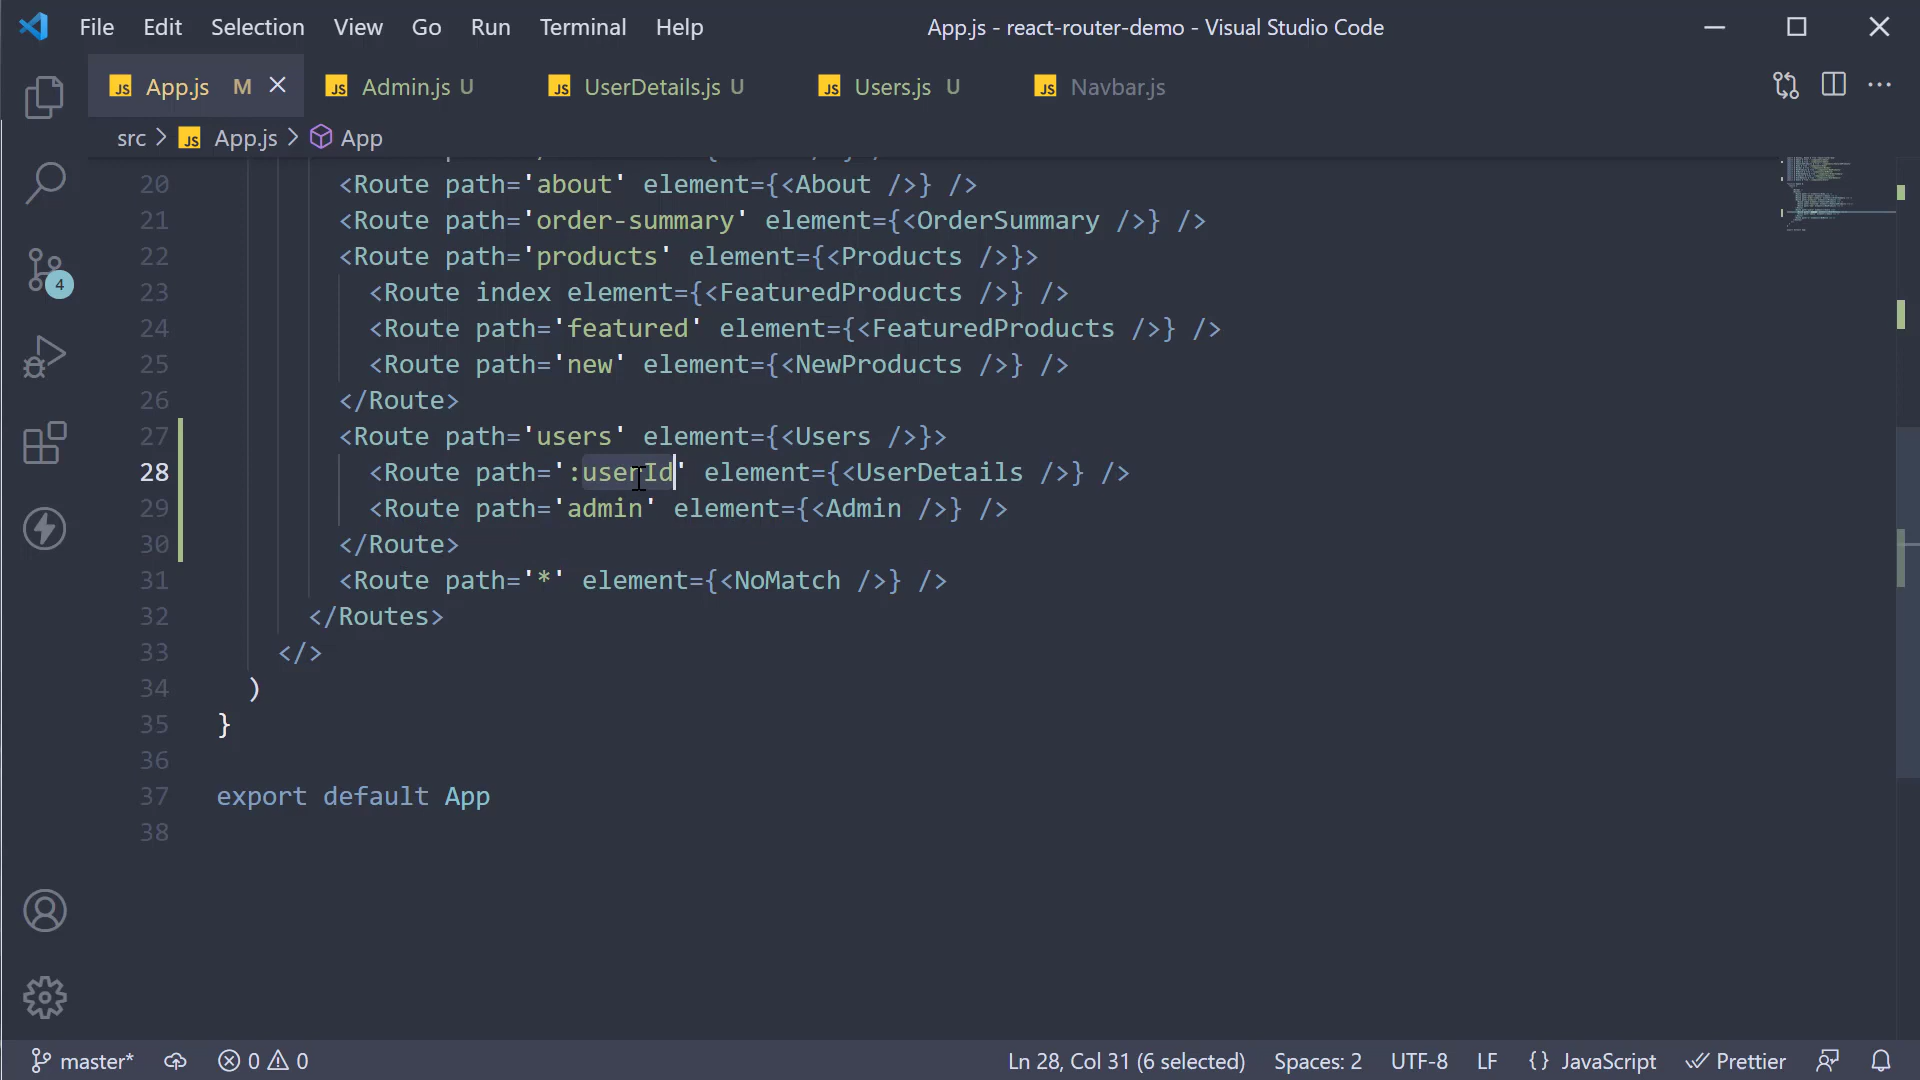 File Edit Selection View Go Run Terminal Help App.js - react-router-demo - Visual Studio Code
JS App.js M JS Admin.js U JS UserDetails.js U JS Users.js U JS Navbar.js
src > JS App.js > App
20 <Route path='about' element={<About />} />
21 <Route path='order-summary' element={<OrderSummary />} />
22 <Route path='products' element={<Products />}>
23 <Route index element={<FeaturedProducts />} />
24 <Route path='featured' element={<FeaturedProducts />} />
25 <Route path='new' element={<NewProducts />} />
26 </Route>
27 <Route path='users' element={<Users />}>
28 <Route path=':userId' element={<UserDetails />} />
29 <Route path='admin' element={<Admin />} />
30 </Route>
31 <Route path='*' element={<NoMatch />} />
32 </Routes>
33 </>
34 )
35 }
36
37 export default App
38
4
master* 0 0 Ln 28, Col 31 (6 selected) Spaces: 2 UTF-8 LF {} JavaScript Prettier